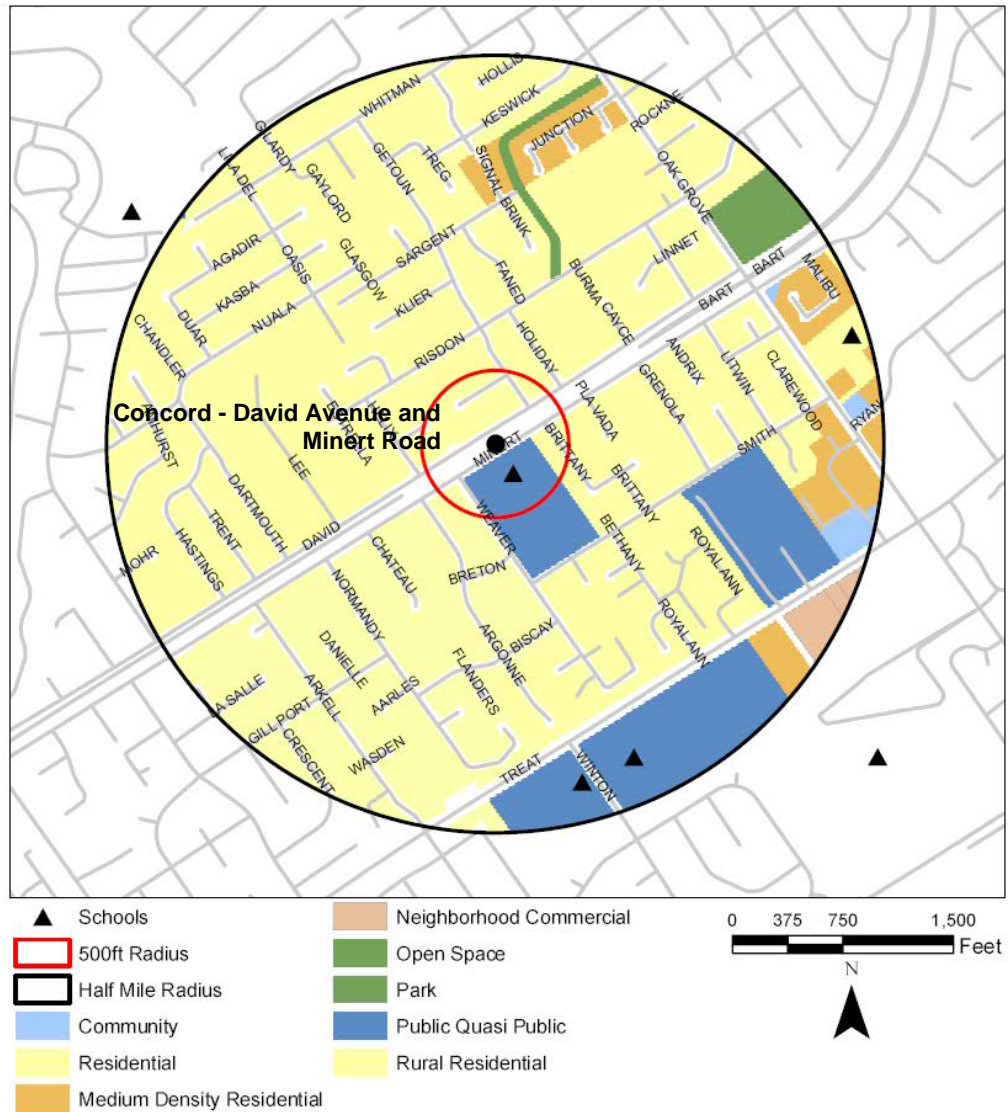 HOLLIS
WHITMAN
KESWICK
GILARDY
LILA DEL
GAYLORD
GETOUN
TREG
SIGNAL BRINK
JUNCTION
ROCKNE
OAK GROVE
AGADIR
OASIS
GLASGOW
SARGENT
LINNET
BART
MALIBU
KASBA
DUAR
NUALA
KLIER
FANED
BURMA CAYCE
BART
CHANDLER
RISDON
HOLIDAY
ANDRIX
LITWIN
CLAREWOOD
GRENOLA
PLA VADA
RYAN
Concord - David Avenue and
Minert Road
AMHURST
LEE
MINERT
BRITTANY
SMITH
BRITTANY
DARTMOUTH
TRENT
HASTINGS
MOHR
DAVID
WEAVER
BETHANY
ROYAL ANN
CHATEAU
BRETON
NORMANDY
ARGONNE
BISCAY
ROYAL ANN
DANIELLE
FLANDERS
AARLES
LA SALLE
ARKELL
GILL PORT
CRESCENT
WASDEN
TREAT
WINTON
Schools
500ft Radius
Half Mile Radius
Community
Residential
Medium Density Residential
Neighborhood Commercial
Open Space
Park
Public Quasi Public
Rural Residential
0 375 750 1,500
Feet
N